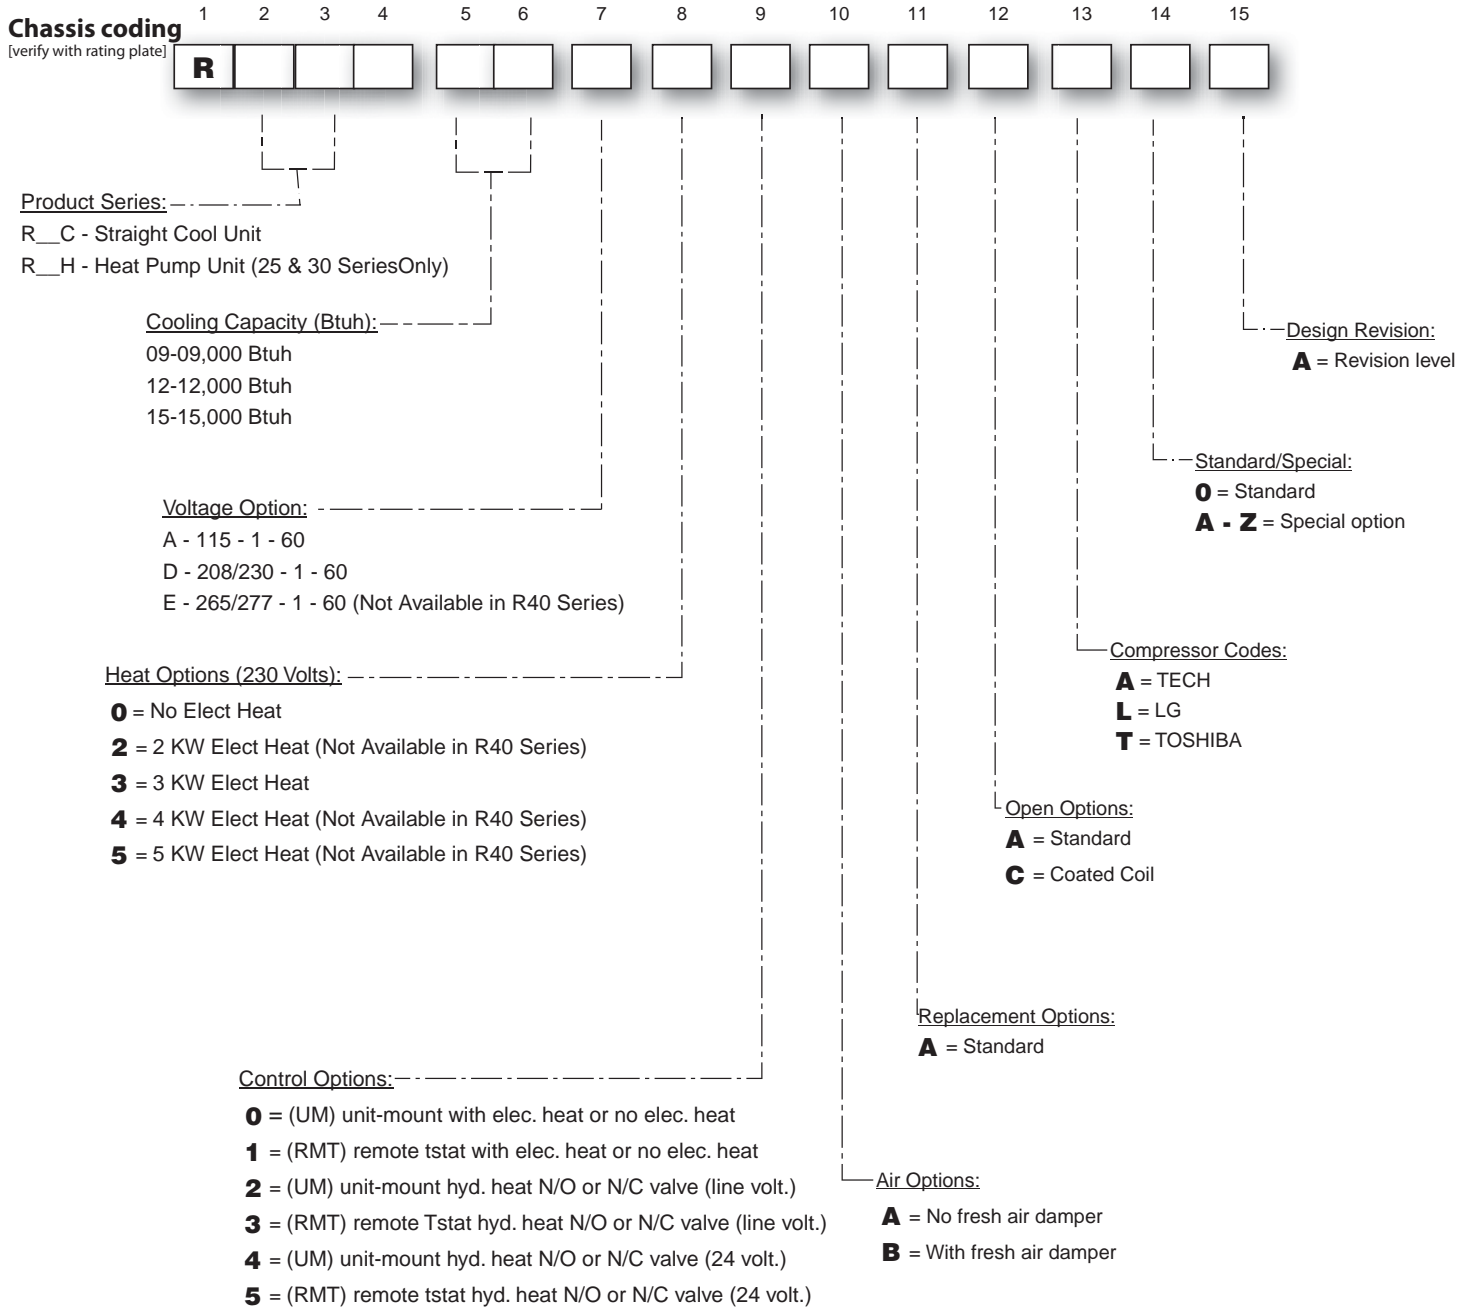 Chassis coding
[verify with rating plate]
1 2 3 4 5 6 7 8 9 10 11 12 13 14 15
R
Product Series:
R__C - Straight Cool Unit
R__H - Heat Pump Unit (25 & 30 SeriesOnly)
Cooling Capacity (Btuh):
09-09,000 Btuh
12-12,000 Btuh
15-15,000 Btuh
Voltage Option:
A - 115 - 1 - 60
D - 208/230 - 1 - 60
E - 265/277 - 1 - 60 (Not Available in R40 Series)
Heat Options (230 Volts):
0 = No Elect Heat
2 = 2 KW Elect Heat (Not Available in R40 Series)
3 = 3 KW Elect Heat
4 = 4 KW Elect Heat (Not Available in R40 Series)
5 = 5 KW Elect Heat (Not Available in R40 Series)
Control Options:
0 = (UM) unit-mount with elec. heat or no elec. heat
1 = (RMT) remote tstat with elec. heat or no elec. heat
2 = (UM) unit-mount hyd. heat N/O or N/C valve (line volt.)
3 = (RMT) remote Tstat hyd. heat N/O or N/C valve (line volt.)
4 = (UM) unit-mount hyd. heat N/O or N/C valve (24 volt.)
5 = (RMT) remote tstat hyd. heat N/O or N/C valve (24 volt.)
Air Options:
A = No fresh air damper
B = With fresh air damper
Replacement Options:
A = Standard
Open Options:
A = Standard
C = Coated Coil
Compressor Codes:
A = TECH
L = LG
T = TOSHIBA
Standard/Special:
0 = Standard
A - Z = Special option
Design Revision:
A = Revision level